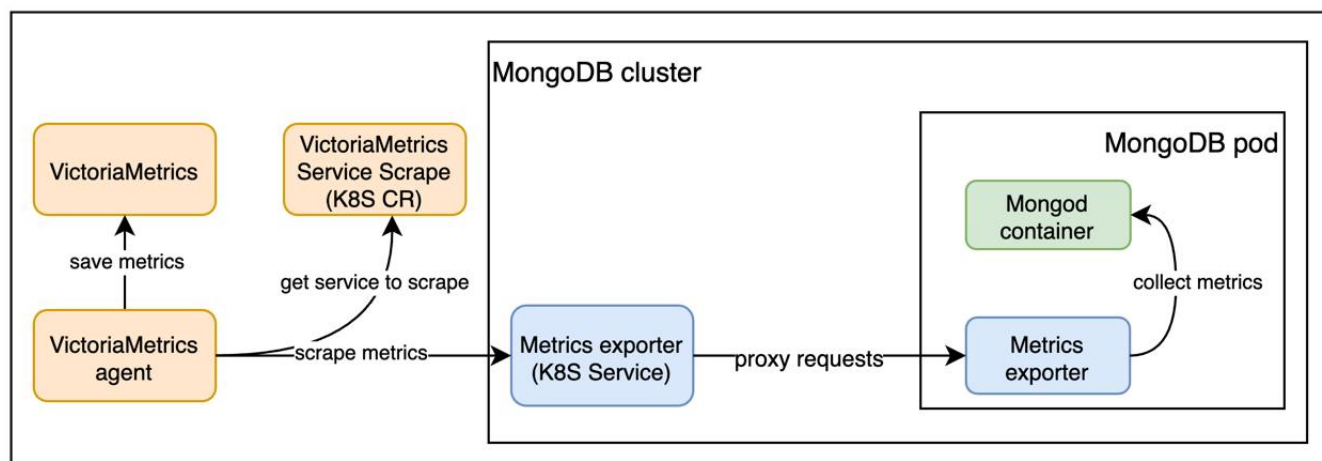 MongoDB cluster
MongoDB pod
VictoriaMetrics
VictoriaMetrics
Service Scrape
(K8S CR)
Mongod
container
save metrics
get service to scrape
collect metrics
VictoriaMetrics
agent
scrape metrics
Metrics exporter
(K8S Service)
proxy requests
Metrics
exporter